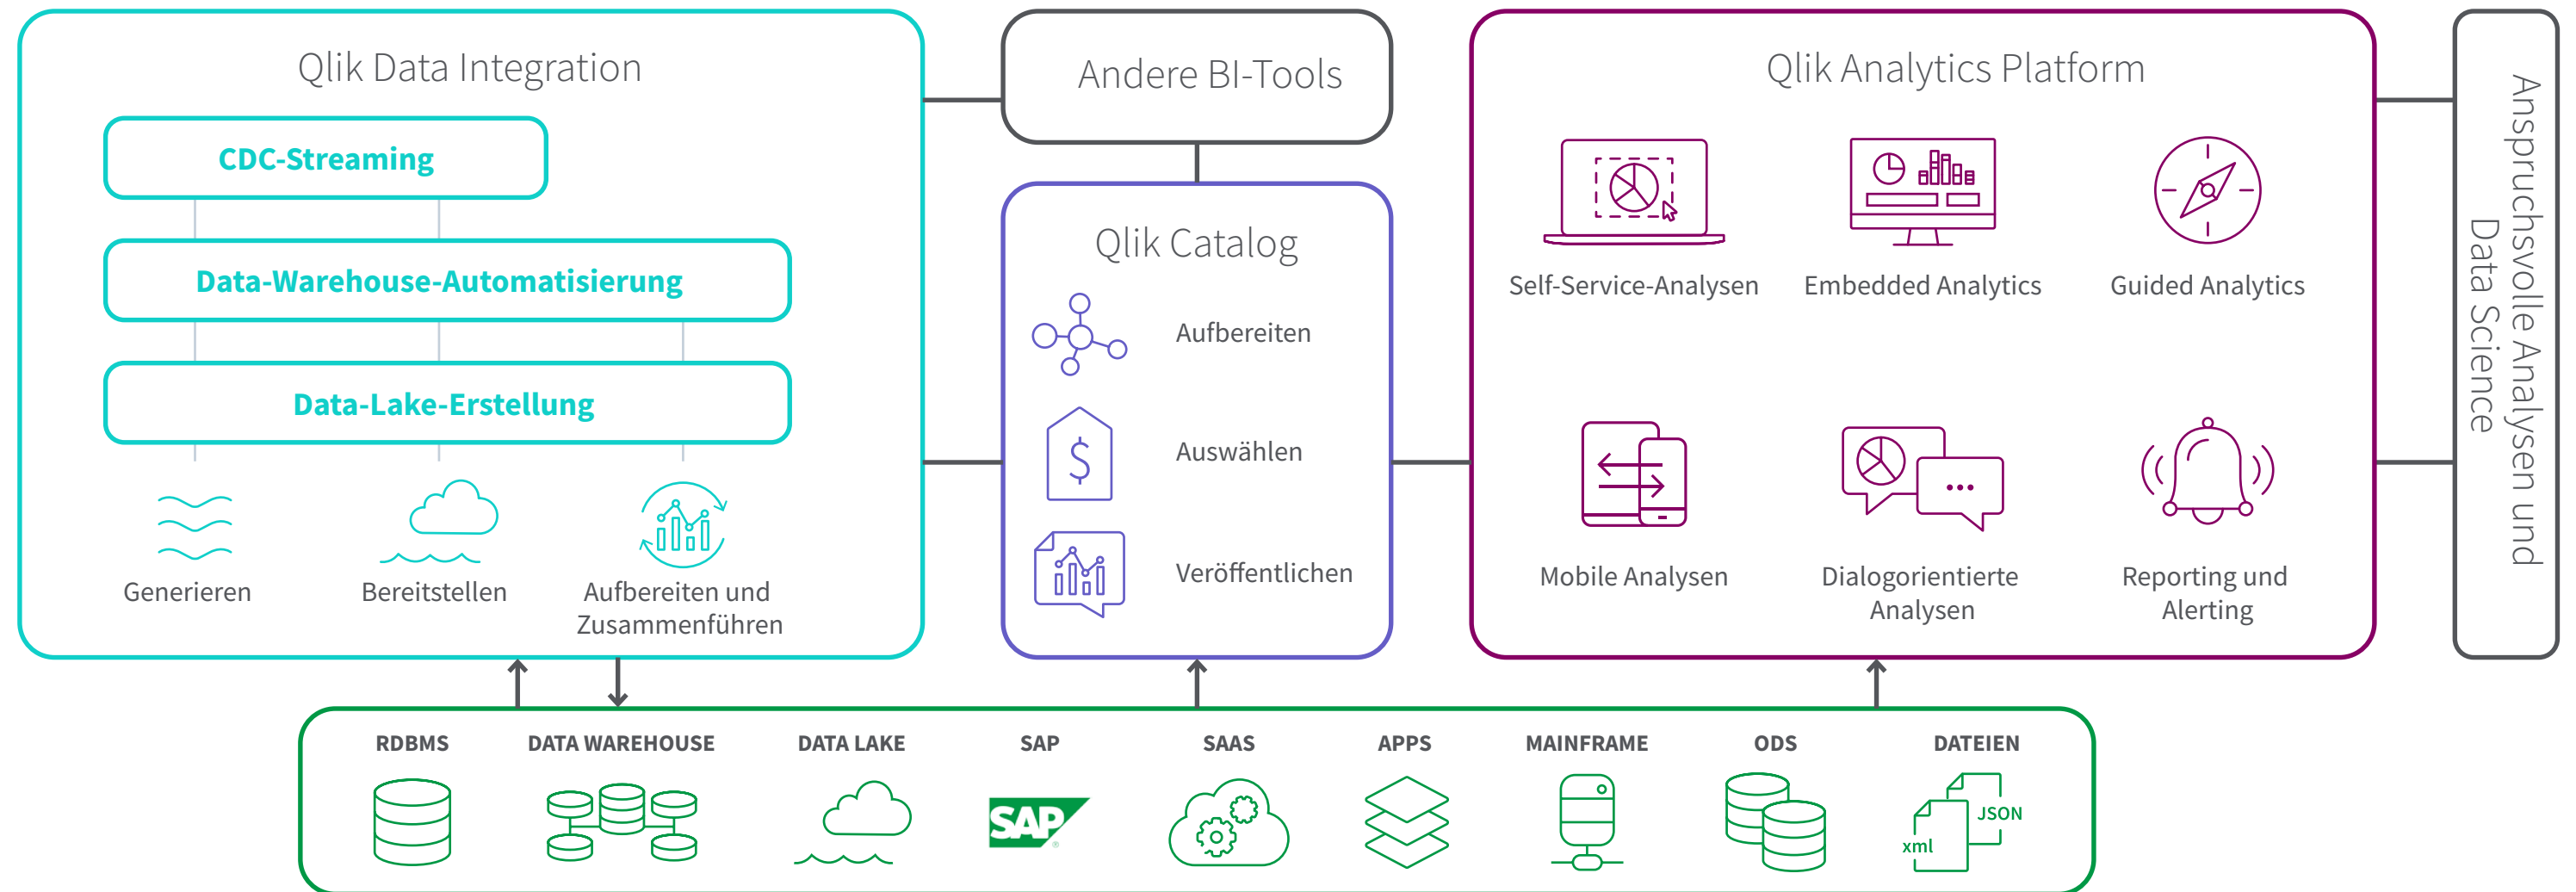 Qlik Data Integration
CDC-Streaming
Data-Warehouse-Automatisierung
Data-Lake-Erstellung
Generieren
Bereitstellen
Aufbereiten und
Zusammenführen
Andere BI-Tools
Qlik Catalog
Aufbereiten
$
Auswählen
Veröffentlichen
Qlik Analytics Platform
Self-Service-Analysen
Embedded Analytics
Guided Analytics
Mobile Analysen
Dialogorientierte
Analysen
Reporting und
Alerting
Anspruchsvolle Analysen und
Data Science
RDBMS
DATA WAREHOUSE
DATA LAKE
SAP
SAP®
SAAS
APPS
MAINFRAME
ODS
DATEIEN
JSON
xml